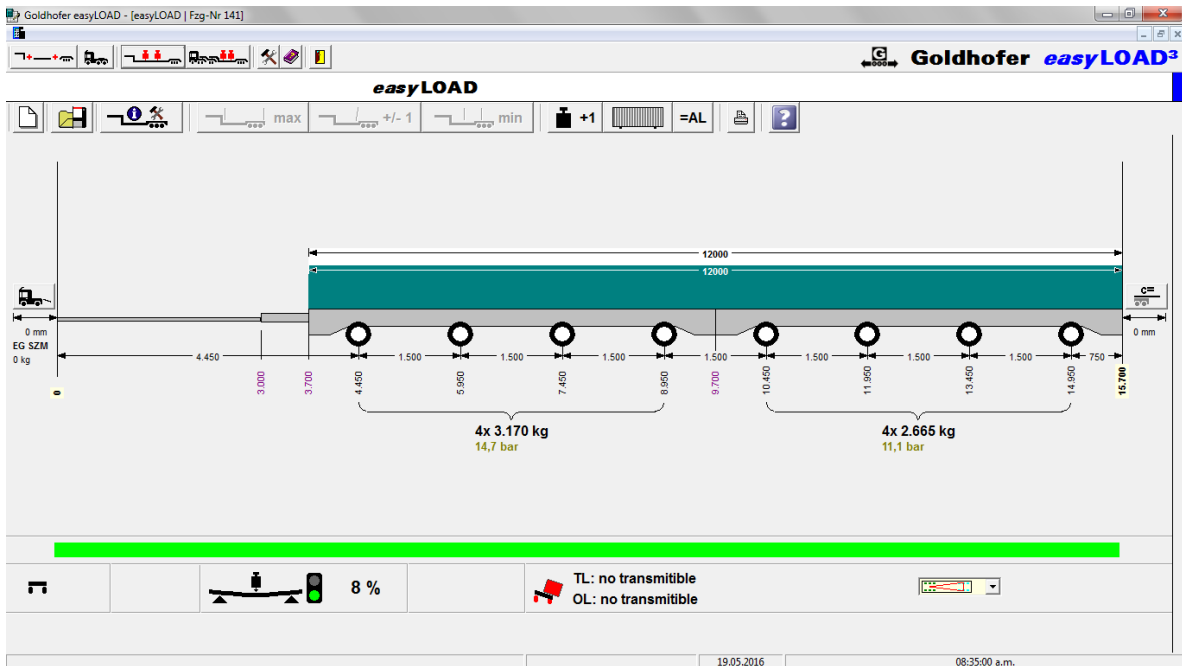 Goldhofer easyLOAD - [easyLOAD | Fzg-Nr 141]
Goldhofer easyLOAD³
easyLOAD
max +/- 1 min +1 =AL
12000
12000
0 mm
EG SZM
0 kg
0 mm
4.450 1.500 1.500 1.500 1.500 1.500 1.500 1.500 750
0 3.000 3.700 4.450 5.950 7.450 8.950 9.700 10.450 11.950 13.450 14.950 15.700
4x 3.170 kg 4x 2.665 kg
14,7 bar 11,1 bar
8 %
TL: no transmitible
OL: no transmitible
19.05.2016 08:35:00 a.m.